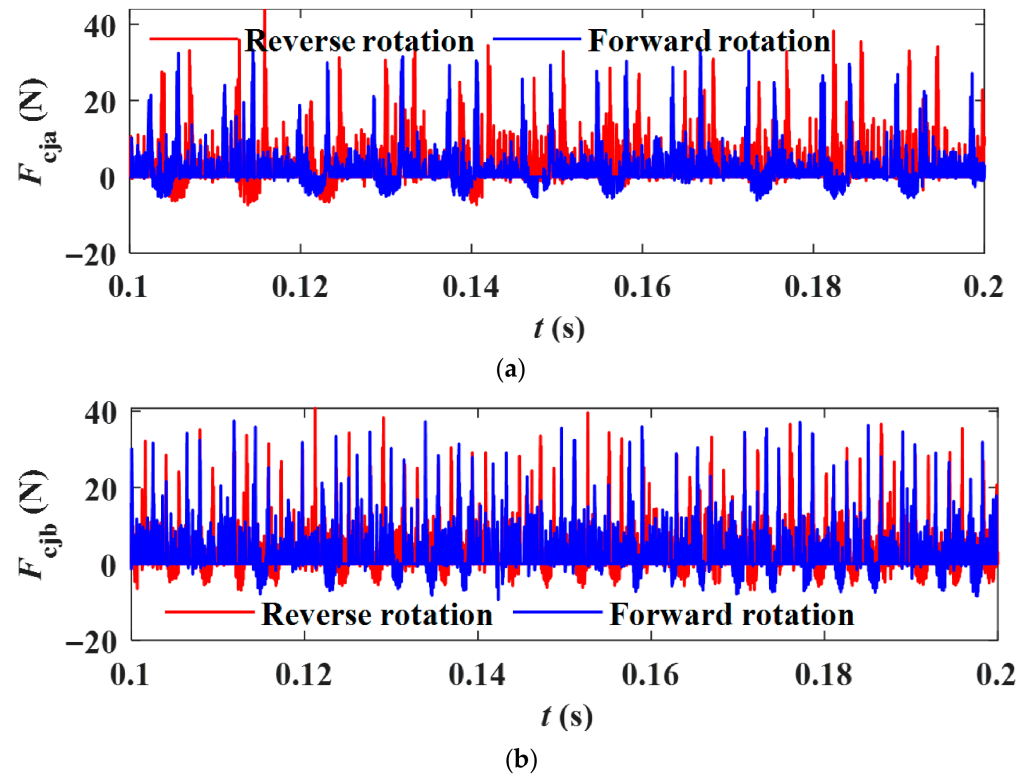 40
Reverse rotation Forward rotation
20
0
−20
F cja (N)
0.1 0.12 0.14 0.16 0.18 0.2
t (s)
(a)
40
20
0
−20
F cjb (N)
Reverse rotation Forward rotation
0.1 0.12 0.14 0.16 0.18 0.2
t (s)
(b)